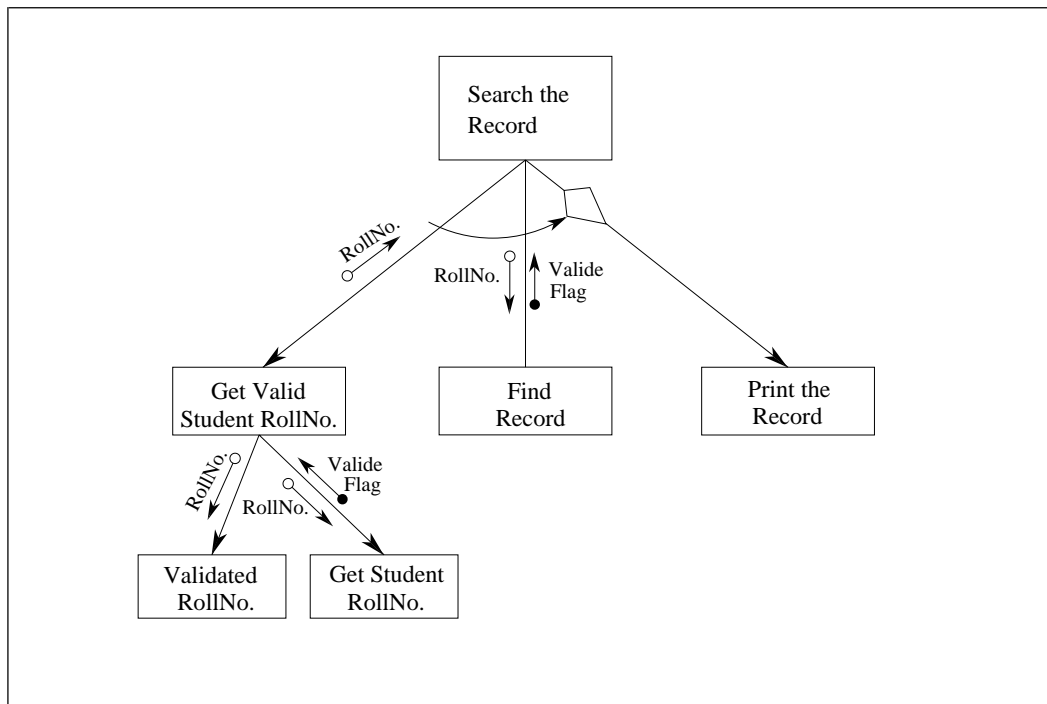 Search the
Record
RollNo.
RollNo.
Valide
Flag
Get Valid
Student RollNo.
Find
Record
Print the
Record
RollNo.
RollNo.
Valide
Flag
Validated
RollNo.
Get Student
RollNo.